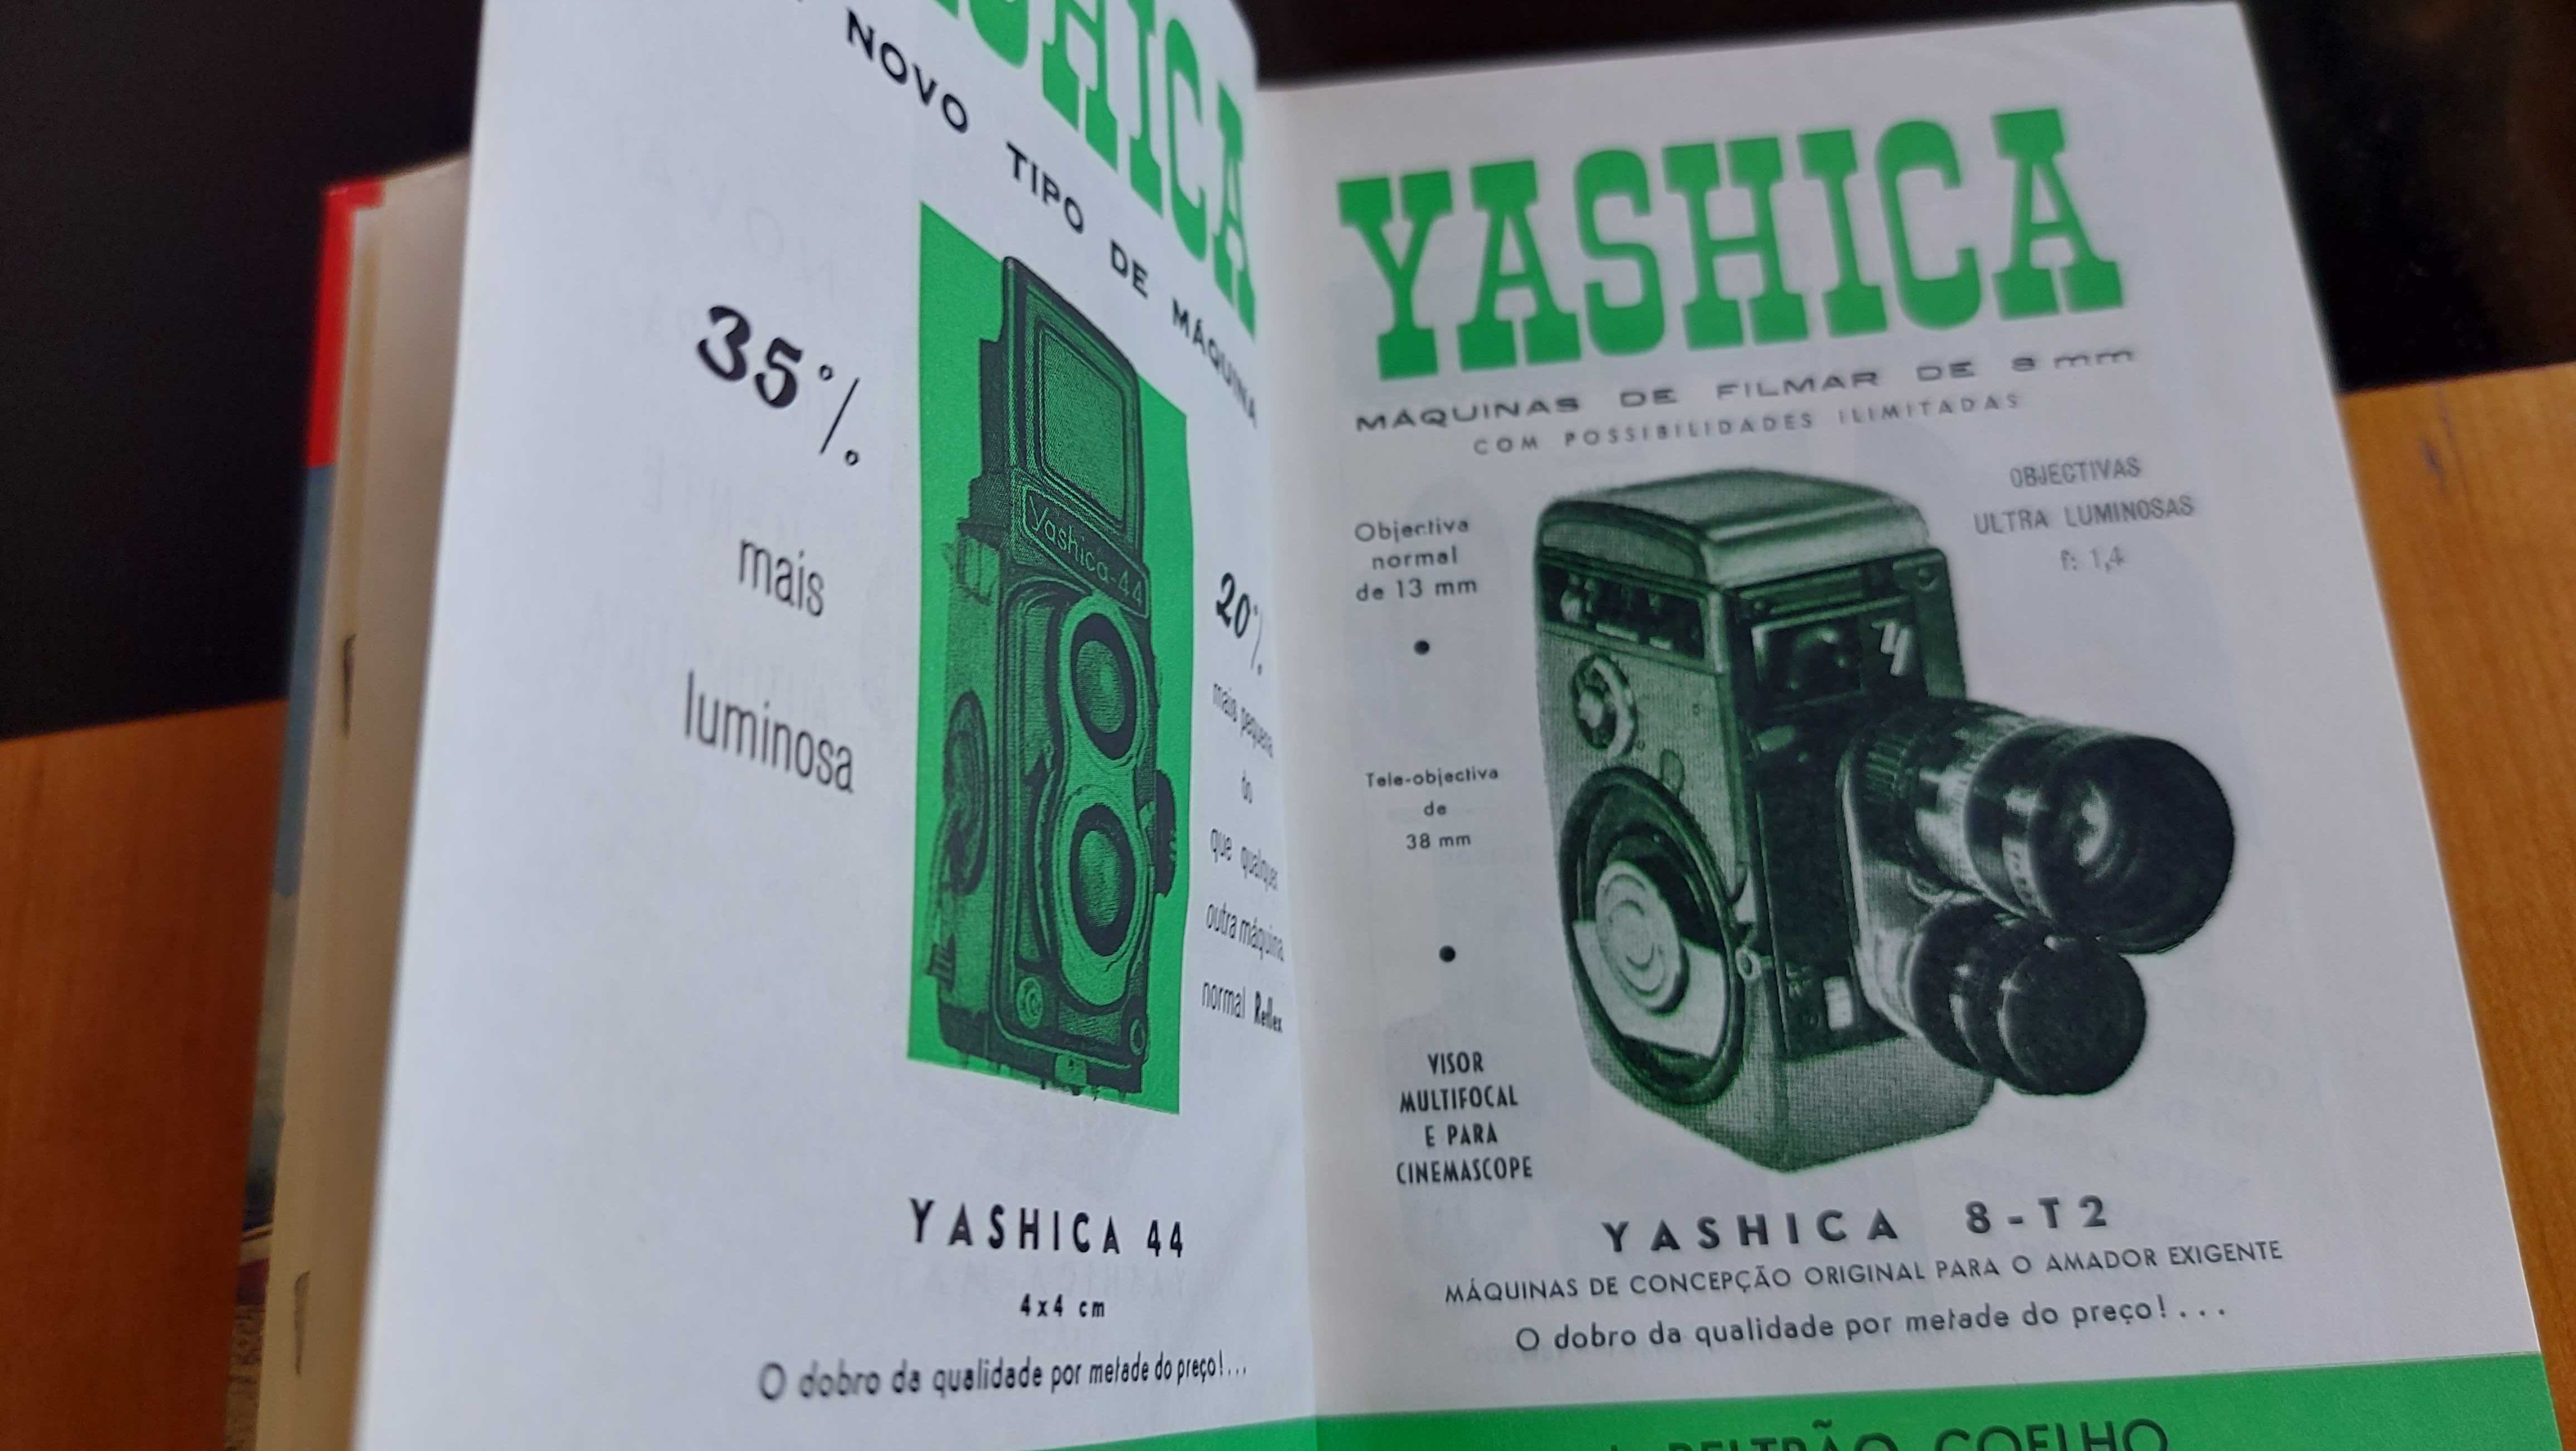 NOVO TIPO DE MÁQUINA
35%
mais
luminosa
Yashica-44
20%
mais pequena
do
que qualquer
outra máquina
normal Reflex
YASHICA 44
4x4 cm
O dobro da qualidade por metade do preço!...
YASHICA
MÁQUINAS DE FILMAR DE 8 mm
COM POSSIBILIDADES ILIMITADAS
OBJECTIVAS
ULTRA LUMINOSAS
f: 1,4
Objectiva
normal
de 13 mm
Tele-objectiva
de
38 mm
VISOR
MULTIFOCAL
E PARA
CINEMASCOPE
YASHICA 8-T2
MÁQUINAS DE CONCEPÇÃO ORIGINAL PARA O AMADOR EXIGENTE
O dobro da qualidade por metade do preço!...
BELTRÃO COELHO